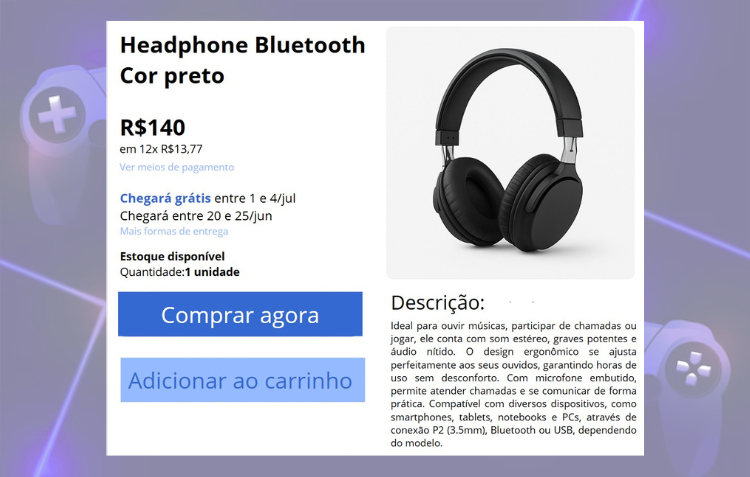 Headphone Bluetooth
Cor preto
R$140
em 12x R$13,77
Ver meios de pagamento
Chegará grátis entre 1 e 4/jul
Chegará entre 20 e 25/jun
Mais formas de entrega
Estoque disponível
Quantidade:1 unidade
Comprar agora
Adicionar ao carrinho
Descrição:
Ideal para ouvir músicas, participar de chamadas ou
jogar, ele conta com som estéreo, graves potentes e
áudio nítido. O design ergonômico se ajusta
perfeitamente aos seus ouvidos, garantindo horas de
uso sem desconforto. Com microfone embutido,
permite atender chamadas e se comunicar de forma
prática. Compatível com diversos dispositivos, como
smartphones, tablets, notebooks e PCs, através de
conexão P2 (3.5mm), Bluetooth ou USB, dependendo
do modelo.